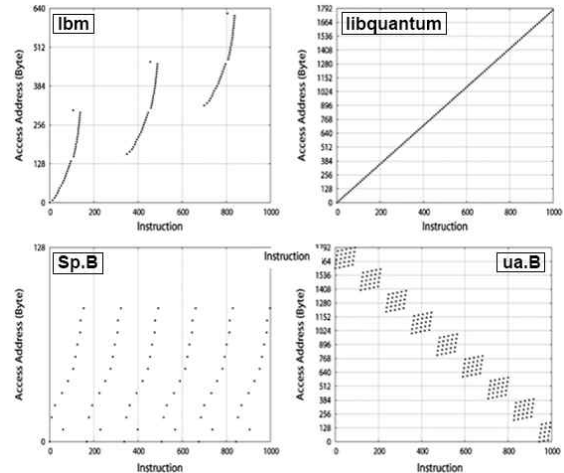 lbm
Access Address (Byte)
640
512
384
256
128
0
0 200 400 600 800 1000
Instruction
libquantum
Access Address (Byte)
1792
1664
1536
1408
1280
1152
1024
896
768
640
512
384
256
128
0
0 200 400 600 800 1000
Instruction
Sp.B
Access Address (Byte)
128
0
0 200 400 600 800 1000
Instruction
Instruction
ua.B
Access Address (Byte)
1792
64
1536
1408
1280
1152
1024
896
768
640
512
384
256
128
0
0 200 400 600 800 1000
Instruction